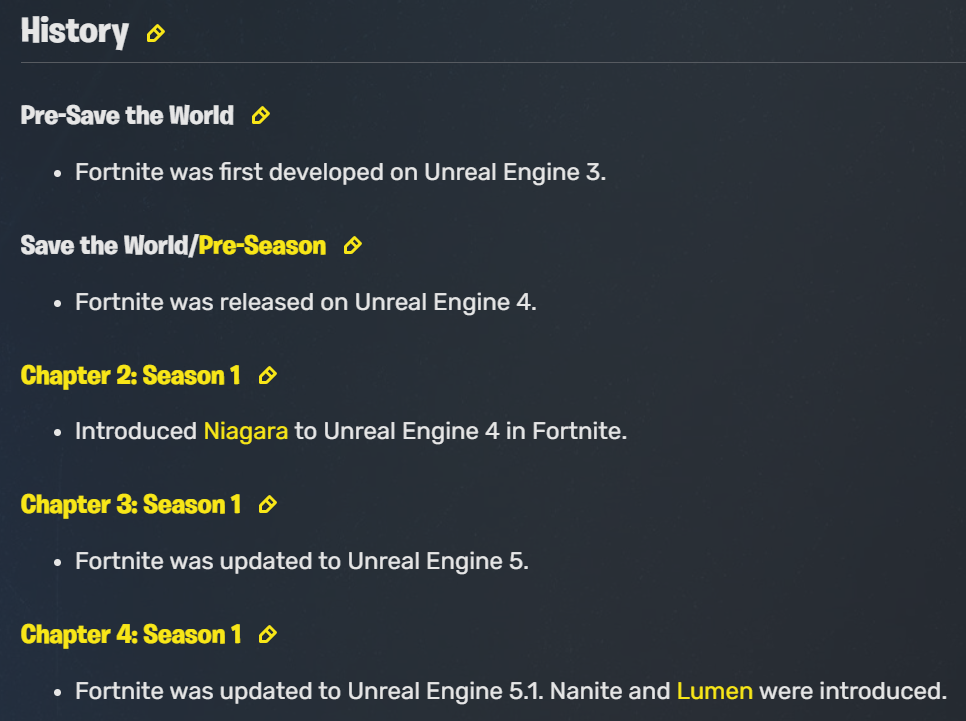 History
Pre-Save the World
Fortnite was first developed on Unreal Engine 3.
Save the World/Pre-Season
Fortnite was released on Unreal Engine 4.
Chapter 2: Season 1
Introduced Niagara to Unreal Engine 4 in Fortnite.
Chapter 3: Season 1
Fortnite was updated to Unreal Engine 5.
Chapter 4: Season 1
Fortnite was updated to Unreal Engine 5.1. Nanite and Lumen were introduced.